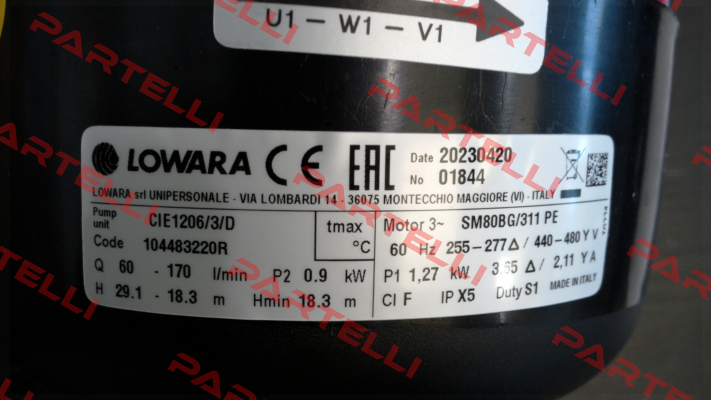 U1 - W1 - V1
LOWARA CE EAC Date 20230420
No 01844
LOWARA srl UNIPERSONALE - VIA LOMBARDI 14 - 36075 MONTECCHIO MAGGIORE (VI) - ITALY
Pump unit CIE1206/3/D
Code 104483220R
tmax °C
Q 60 - 170 l/min P2 0.9 kW
H 29.1 - 18.3 m Hmin 18.3 m
Motor 3~ SM80BG/311 PE
60 Hz 255-277Δ/440-480Y V
P1 1,27 kW 3.65 Δ/ 2,11 Y A
Cl F IP X5 Duty S1 MADE IN ITALY
PARTELLI
PARTELLI
PARTELLI
PARTELLI
PARTELLI
PARTELLI
PARTELLI